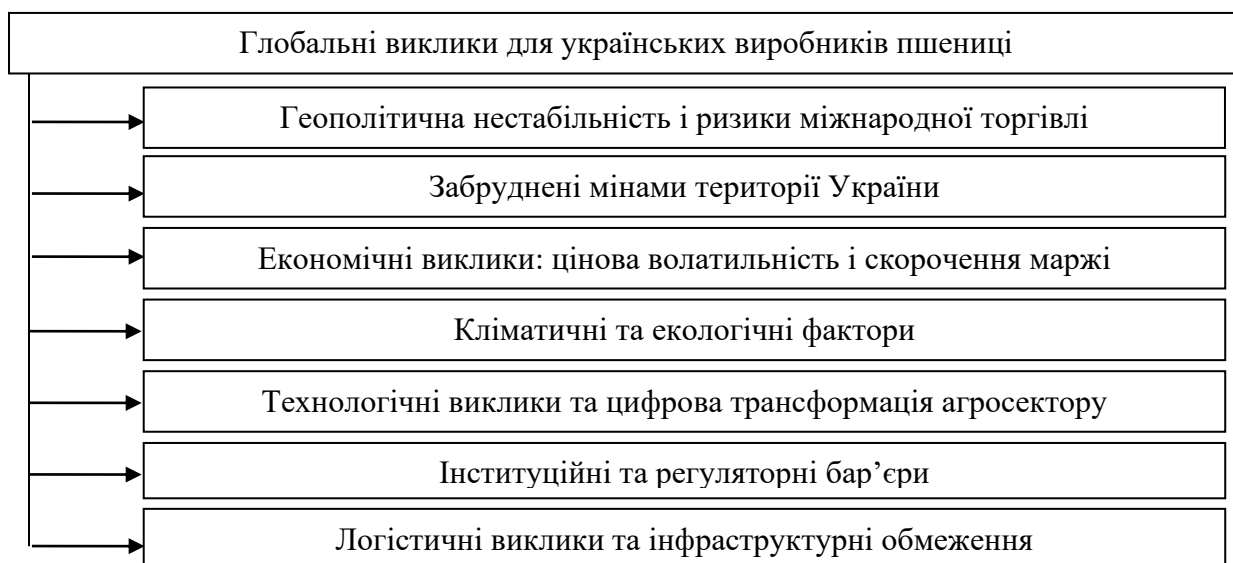 Глобальні виклики для українських виробників пшениці
Геополітична нестабільність і ризики міжнародної торгівлі
Забруднені мінами території України
Економічні виклики: цінова волатильність і скорочення маржі
Кліматичні та екологічні фактори
Технологічні виклики та цифрова трансформація агросектору
Інституційні та регуляторні бар’єри
Логістичні виклики та інфраструктурні обмеження